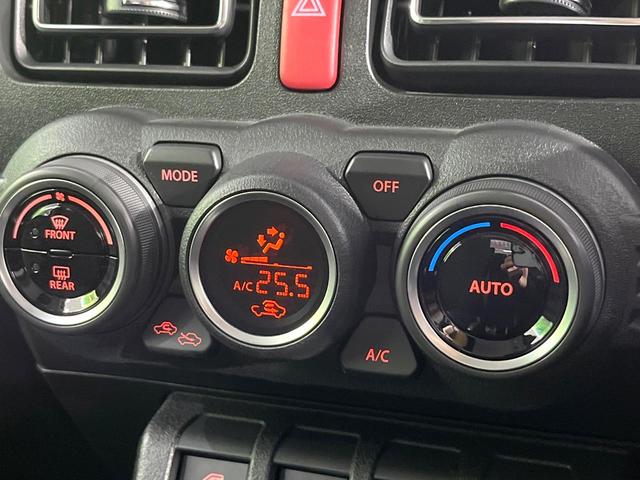 MODE
OFF
FRONT
REAR
A/C 25.5
AUTO
A/C